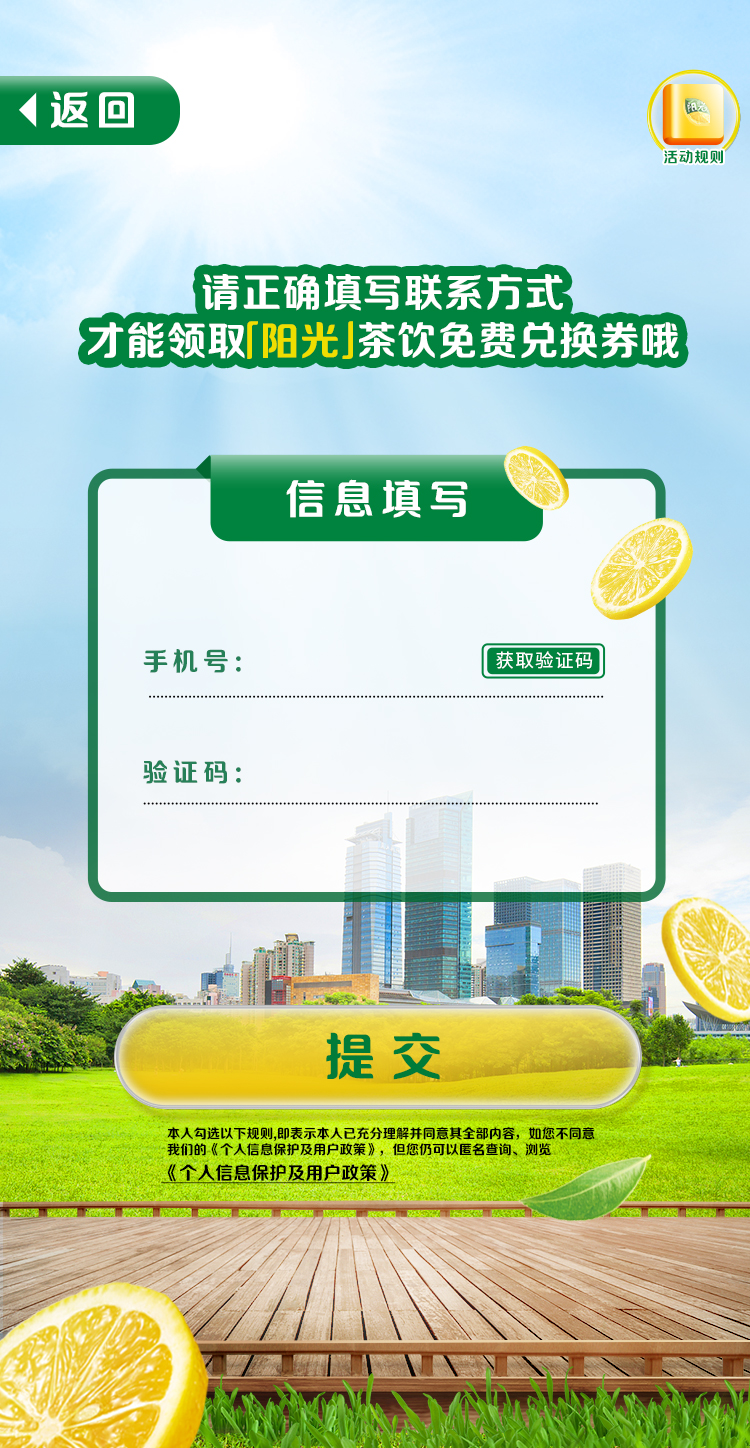 返回
阳光
活动规则
请正确填写联系方式
才能领取「阳光」茶饮免费兑换券哦
信息填写
手机号：
获取验证码
验证码：
提交
本人勾选以下规则,即表示本人已充分理解并同意其全部内容，如您不同意
我们的《个人信息保护及用户政策》，但您仍可以匿名查询、浏览
《个人信息保护及用户政策》